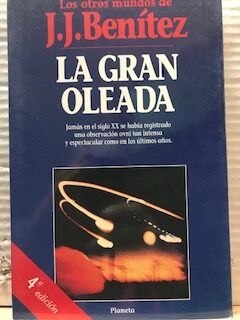 Los otros mundos de
J.J.Benítez
LA GRAN
OLEADA
Jamás en el siglo XX se había registrado
una observación ovni tan intensa
y espectacular como en los últimos años.
4ª edición
Planeta